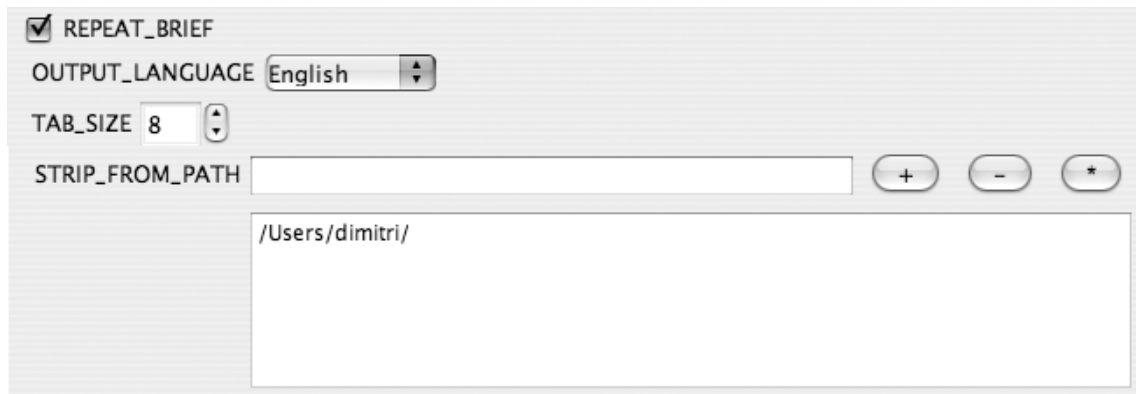 REPEAT_BRIEF
OUTPUT_LANGUAGE English
TAB_SIZE 8
STRIP_FROM_PATH + - *
/Users/dimitri/